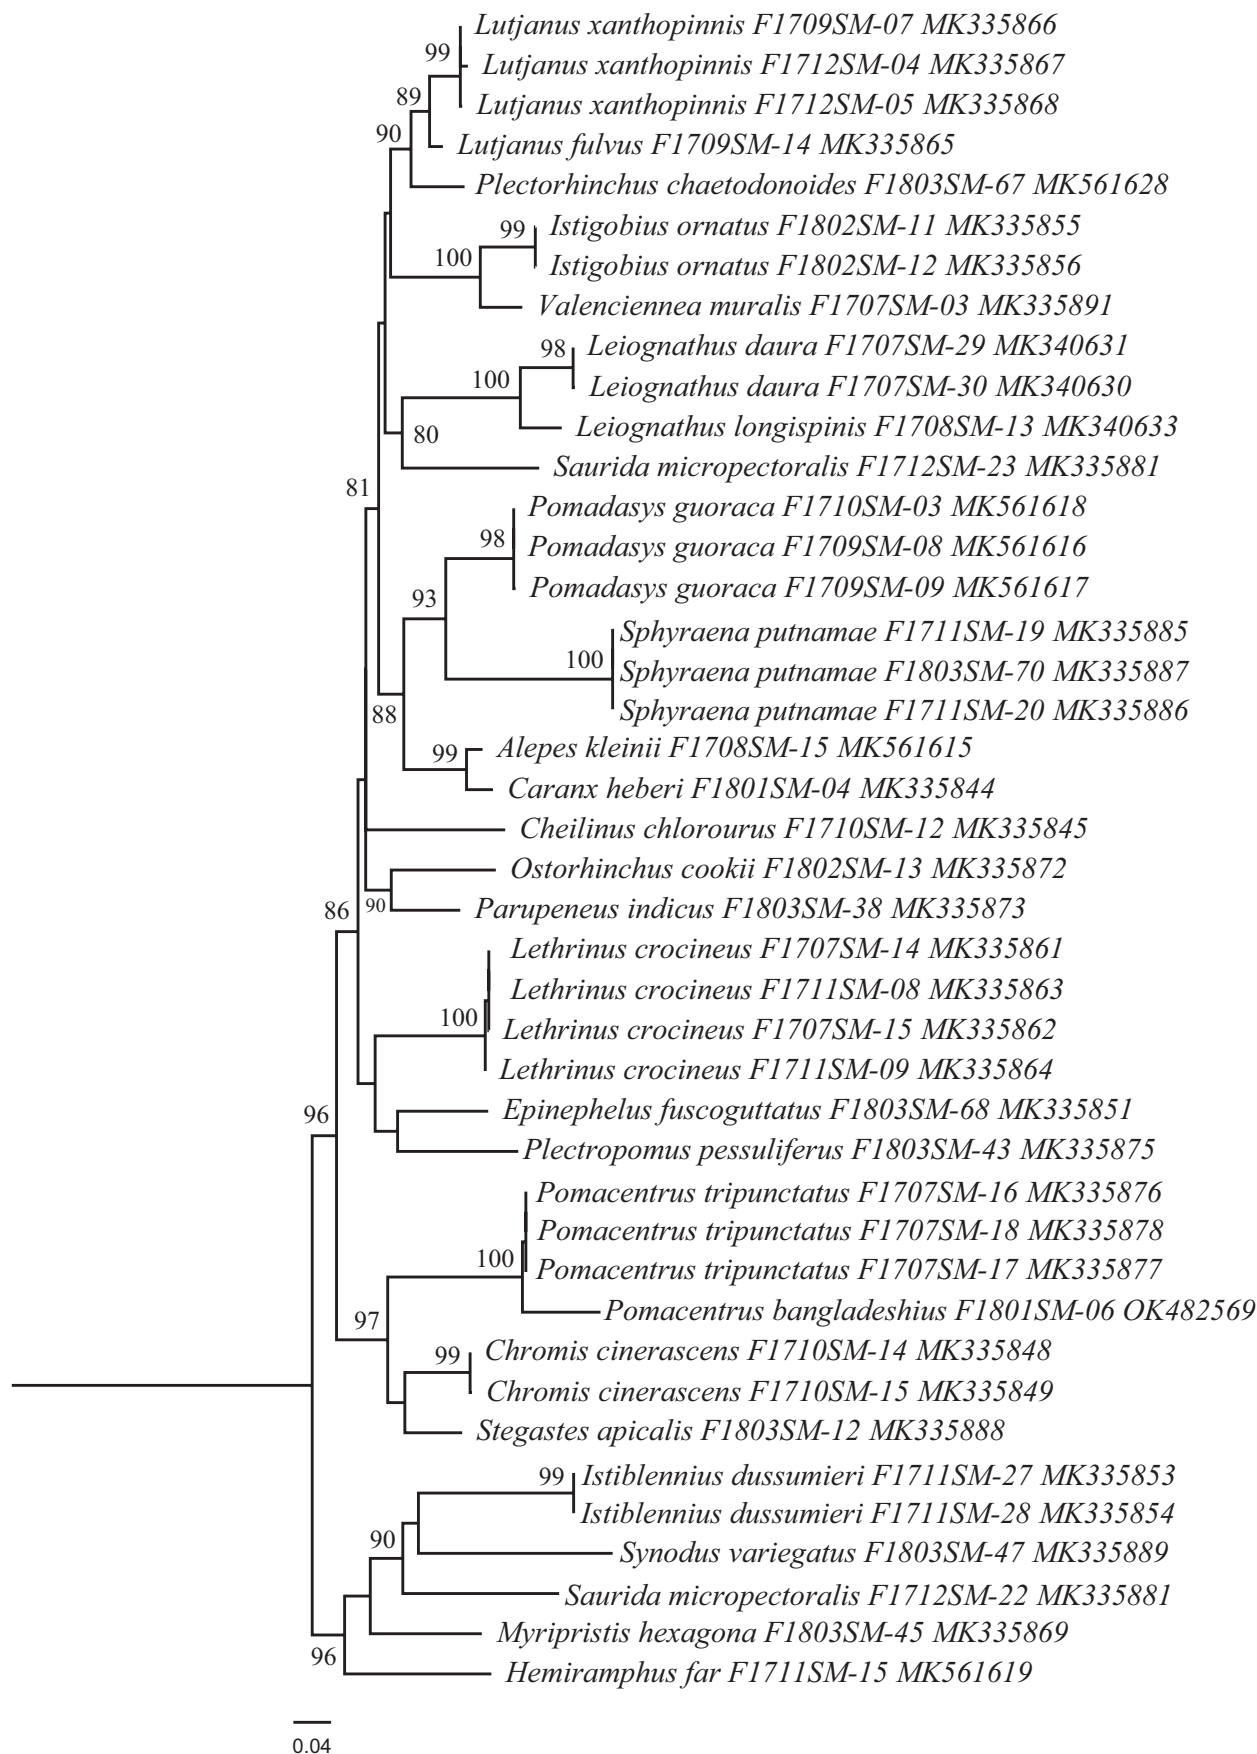 Lutjanus xanthopinnis F1709SM-07 MK335866
99
Lutjanus xanthopinnis F1712SM-04 MK335867
89
Lutjanus xanthopinnis F1712SM-05 MK335868
90
Lutjanus fulvus F1709SM-14 MK335865
Plectorhinchus chaetodonoides F1803SM-67 MK561628
99
Istigobius ornatus F1802SM-11 MK335855
100
Istigobius ornatus F1802SM-12 MK335856
Valenciennea muralis F1707SM-03 MK335891
98
Leiognathus daura F1707SM-29 MK340631
100
Leiognathus daura F1707SM-30 MK340630
Leiognathus longispinis F1708SM-13 MK340633
80
Saurida micropectoralis F1712SM-23 MK335881
81
Pomadasys guoraca F1710SM-03 MK561618
98
Pomadasys guoraca F1709SM-08 MK561616
Pomadasys guoraca F1709SM-09 MK561617
93
Sphyraena putnamae F1711SM-19 MK335885
100
Sphyraena putnamae F1803SM-70 MK335887
Sphyraena putnamae F1711SM-20 MK335886
88
99
Alepes kleinii F1708SM-15 MK561615
Caranx heberi F1801SM-04 MK335844
Cheilinus chlorourus F1710SM-12 MK335845
Ostorhinchus cookii F1802SM-13 MK335872
90
Parupeneus indicus F1803SM-38 MK335873
86
Lethrinus crocineus F1707SM-14 MK335861
Lethrinus crocineus F1711SM-08 MK335863
100
Lethrinus crocineus F1707SM-15 MK335862
Lethrinus crocineus F1711SM-09 MK335864
Epinephelus fuscoguttatus F1803SM-68 MK335851
96
Plectropomus pessuliferus F1803SM-43 MK335875
Pomacentrus tripunctatus F1707SM-16 MK335876
Pomacentrus tripunctatus F1707SM-18 MK335878
100
Pomacentrus tripunctatus F1707SM-17 MK335877
Pomacentrus bangladeshius F1801SM-06 OK482569
97
99
Chromis cinerascens F1710SM-14 MK335848
Chromis cinerascens F1710SM-15 MK335849
Stegastes apicalis F1803SM-12 MK335888
99
Istiblennius dussumieri F1711SM-27 MK335853
Istiblennius dussumieri F1711SM-28 MK335854
90
Synodus variegatus F1803SM-47 MK335889
Saurida micropectoralis F1712SM-22 MK335881
Myripristis hexagona F1803SM-45 MK335869
96
Hemiramphus far F1711SM-15 MK561619
0.04